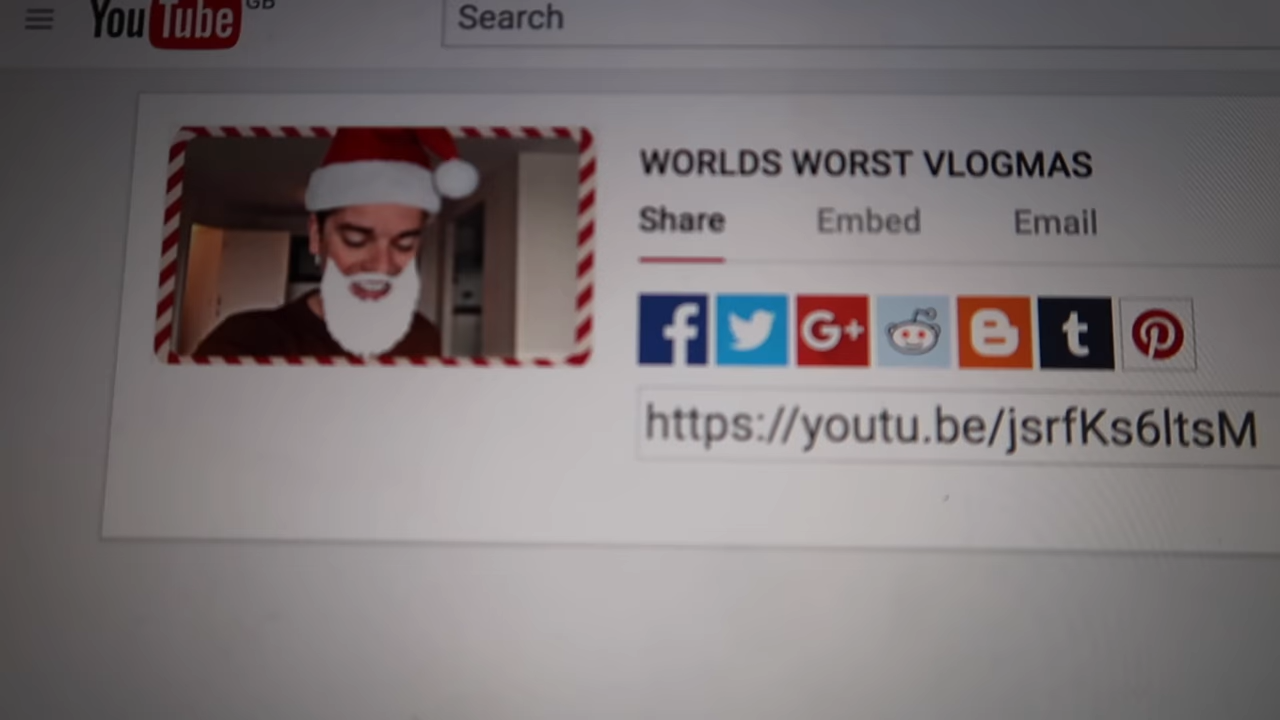 YouTube GB
Search
WORLDS WORST VLOGMAS
Share Embed Email
f G+ B t P
https://youtu.be/jsrfKs6ltsM